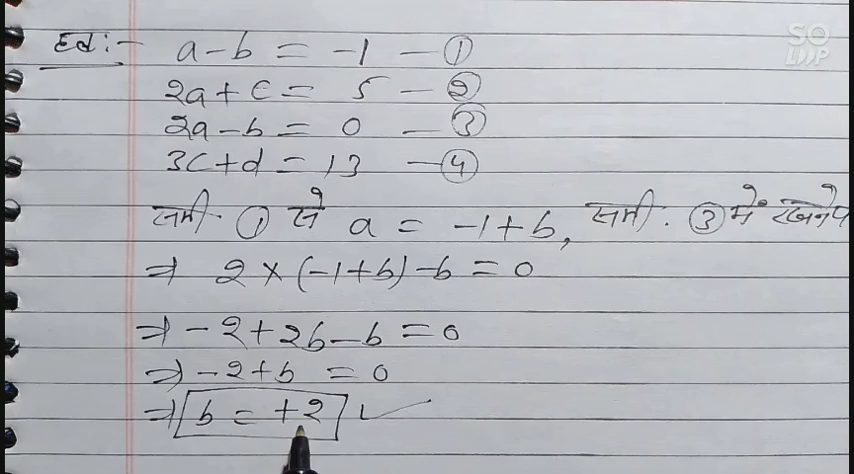 हल:- a - b = -1 - ①
2a + c = 5 - ②
2a - b = 0 - ③
3c + d = 13 - ④
समी. ① से a = -1 + b, समी. ③ में रखने प
⇒ 2 × (-1 + b) - b = 0
⇒ -2 + 2b - b = 0
⇒ -2 + b = 0
⇒ b = +2 ✓